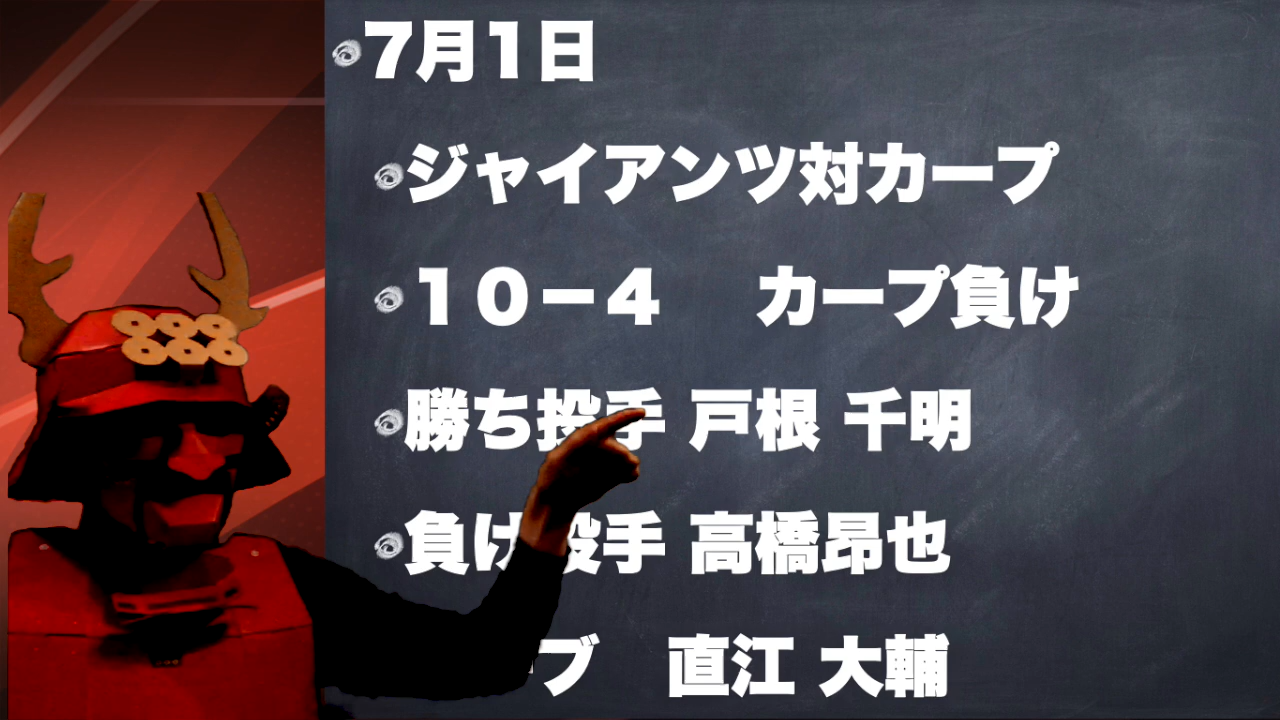 7月1日
ジャイアンツ対カープ
１０－４　カープ負け
勝ち投手 戸根 千明
負け投手 高橋昂也
ブ　直江 大輔